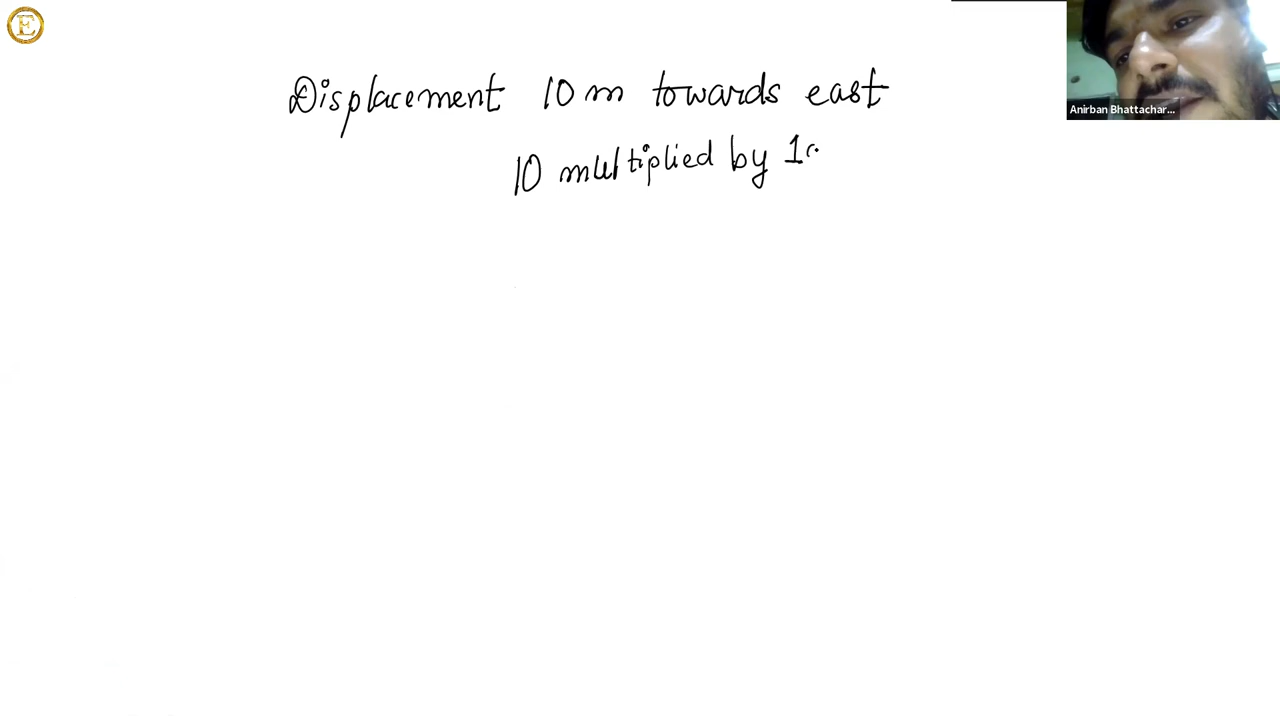 E
Anirban Bhattachar...
Displacement 10 m towards east
10 multiplied by 1